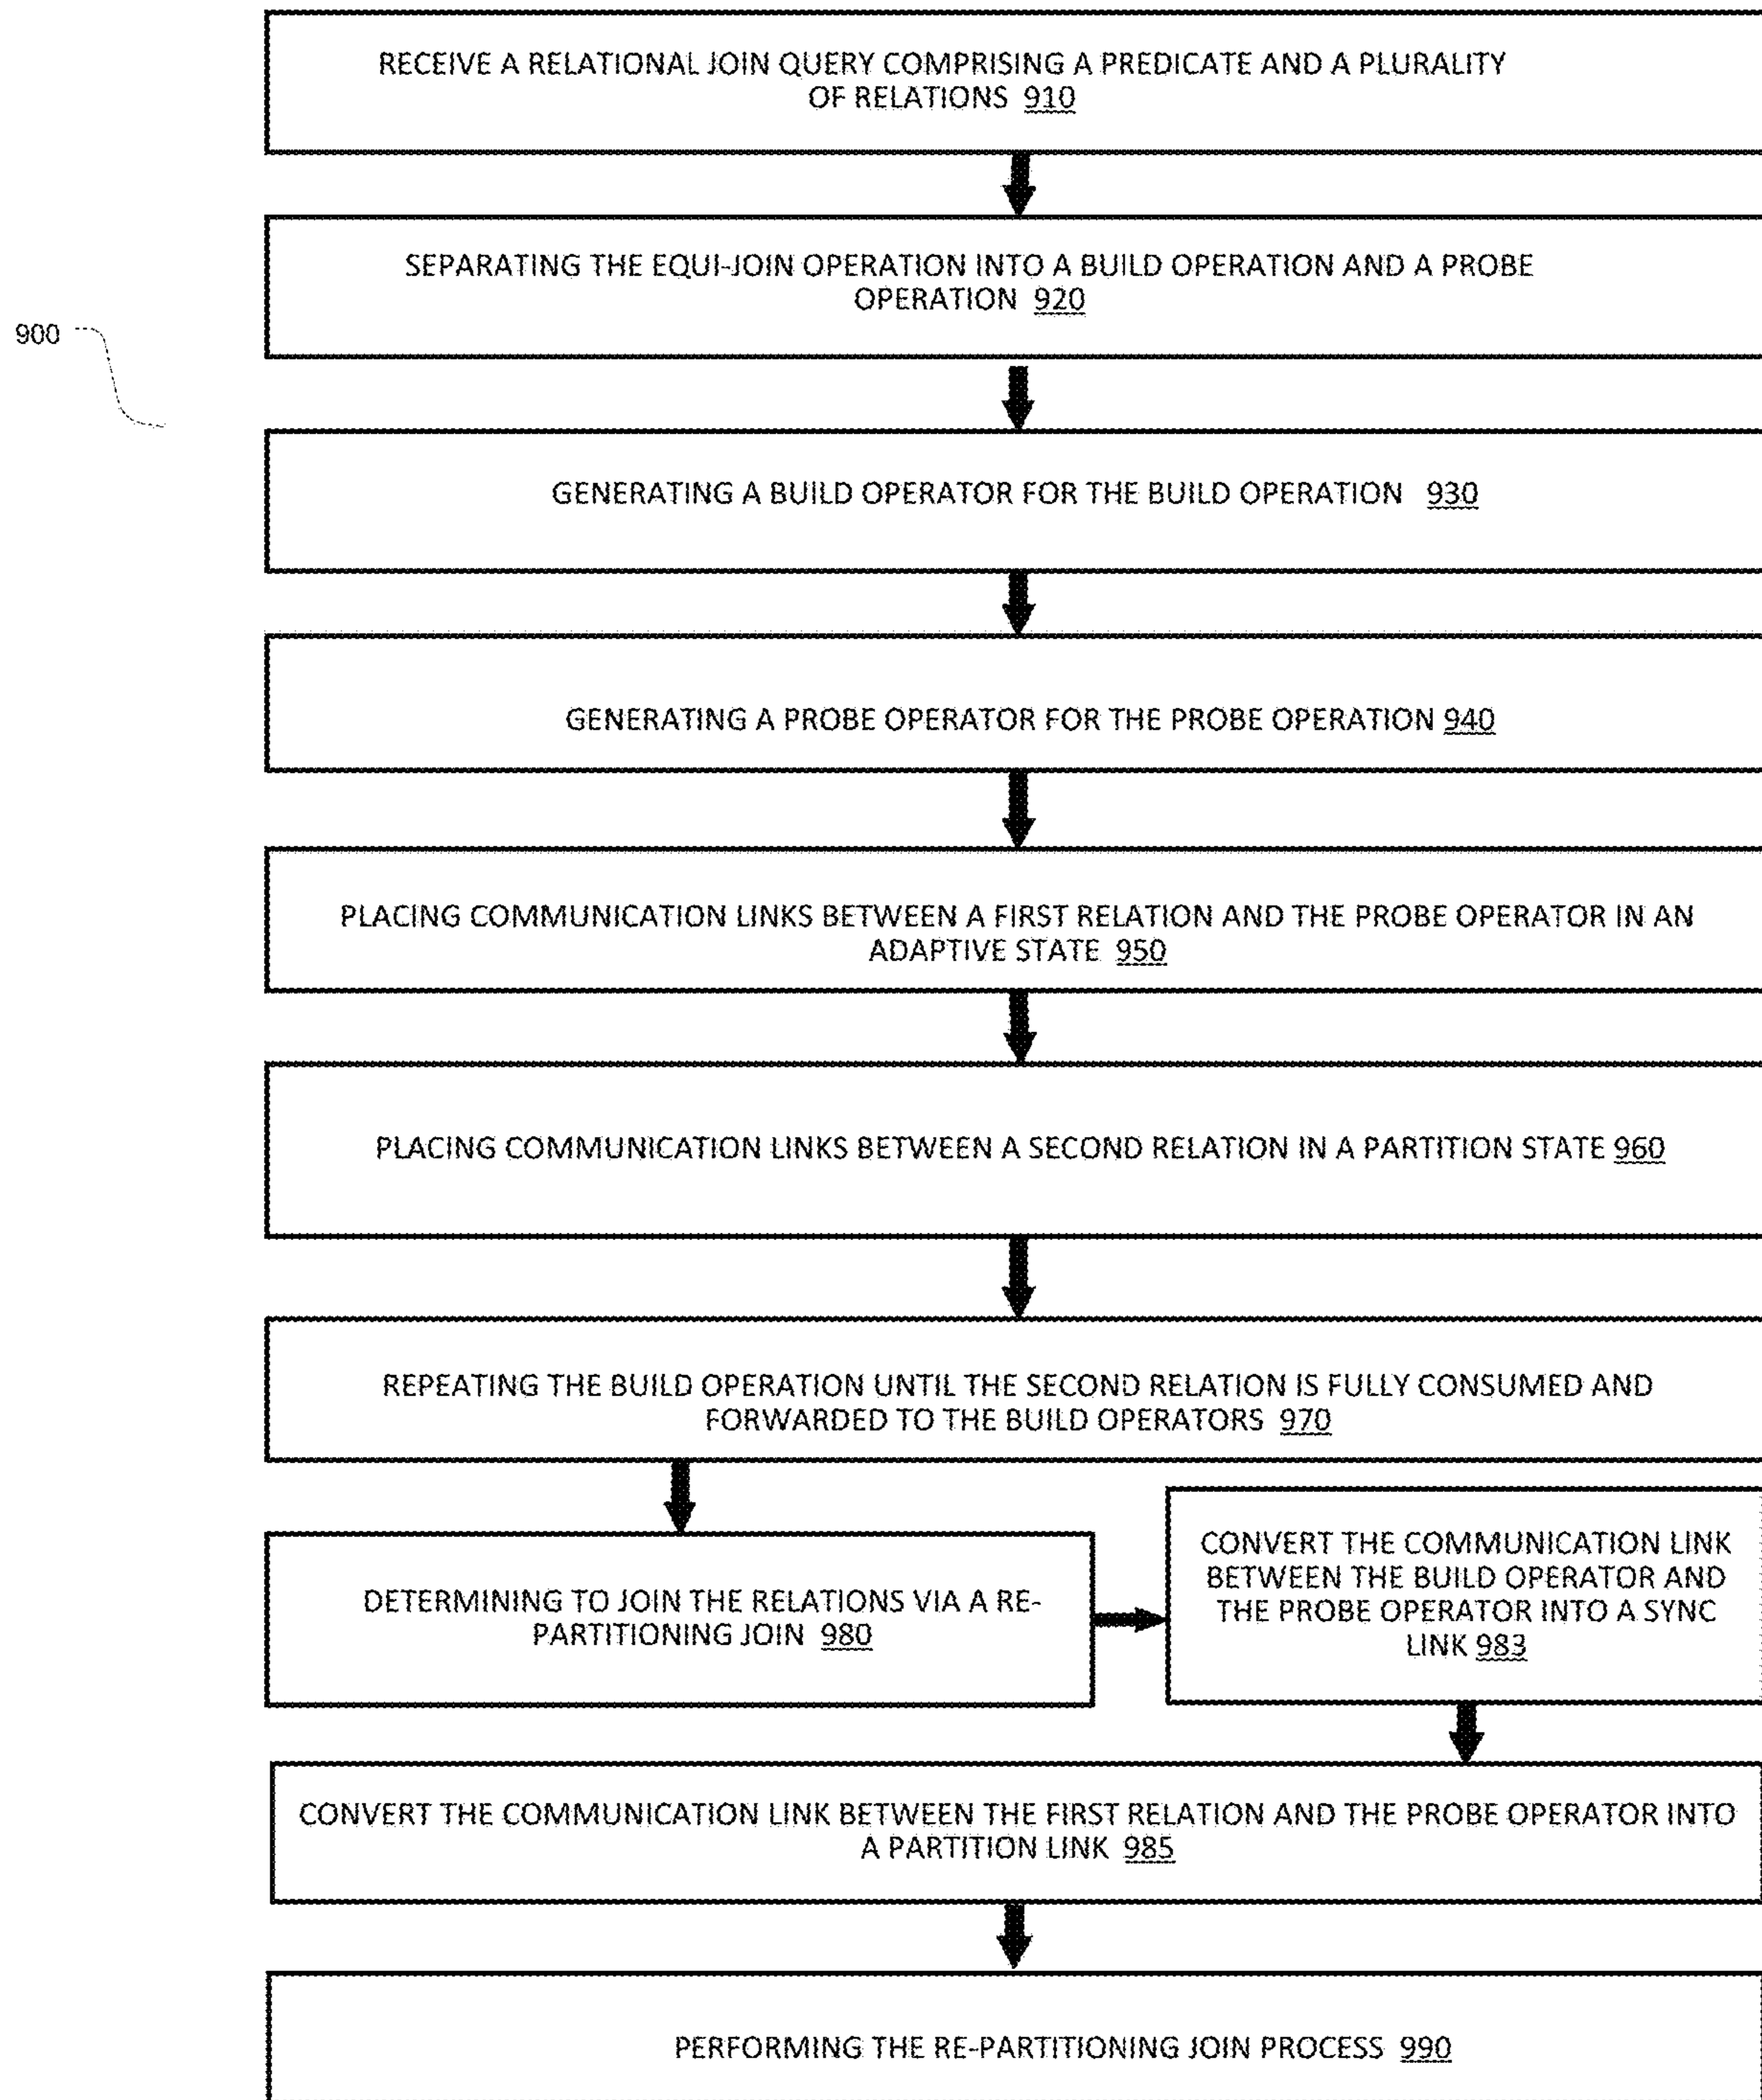 RECEIVE A RELATIONAL JOIN QUERY COMPRISING A PREDICATE AND A PLURALITY
OF RELATIONS 910
SEPARATING THE EQUI-JOIN OPERATION INTO A BUILD OPERATION AND A PROBE
OPERATION 920
900
GENERATING A BUILD OPERATOR FOR THE BUILD OPERATION 930
GENERATING A PROBE OPERATOR FOR THE PROBE OPERATION 940
PLACING COMMUNICATION LINKS BETWEEN A FIRST RELATION AND THE PROBE OPERATOR IN AN
ADAPTIVE STATE 950
PLACING COMMUNICATION LINKS BETWEEN A SECOND RELATION IN A PARTITION STATE 960
REPEATING THE BUILD OPERATION UNTIL THE SECOND RELATION IS FULLY CONSUMED AND
FORWARDED TO THE BUILD OPERATORS 970
DETERMINING TO JOIN THE RELATIONS VIA A RE-
PARTITIONING JOIN 980
CONVERT THE COMMUNICATION LINK
BETWEEN THE BUILD OPERATOR AND
THE PROBE OPERATOR INTO A SYNC
LINK 983
CONVERT THE COMMUNICATION LINK BETWEEN THE FIRST RELATION AND THE PROBE OPERATOR INTO
A PARTITION LINK 985
PERFORMING THE RE-PARTITIONING JOIN PROCESS 990